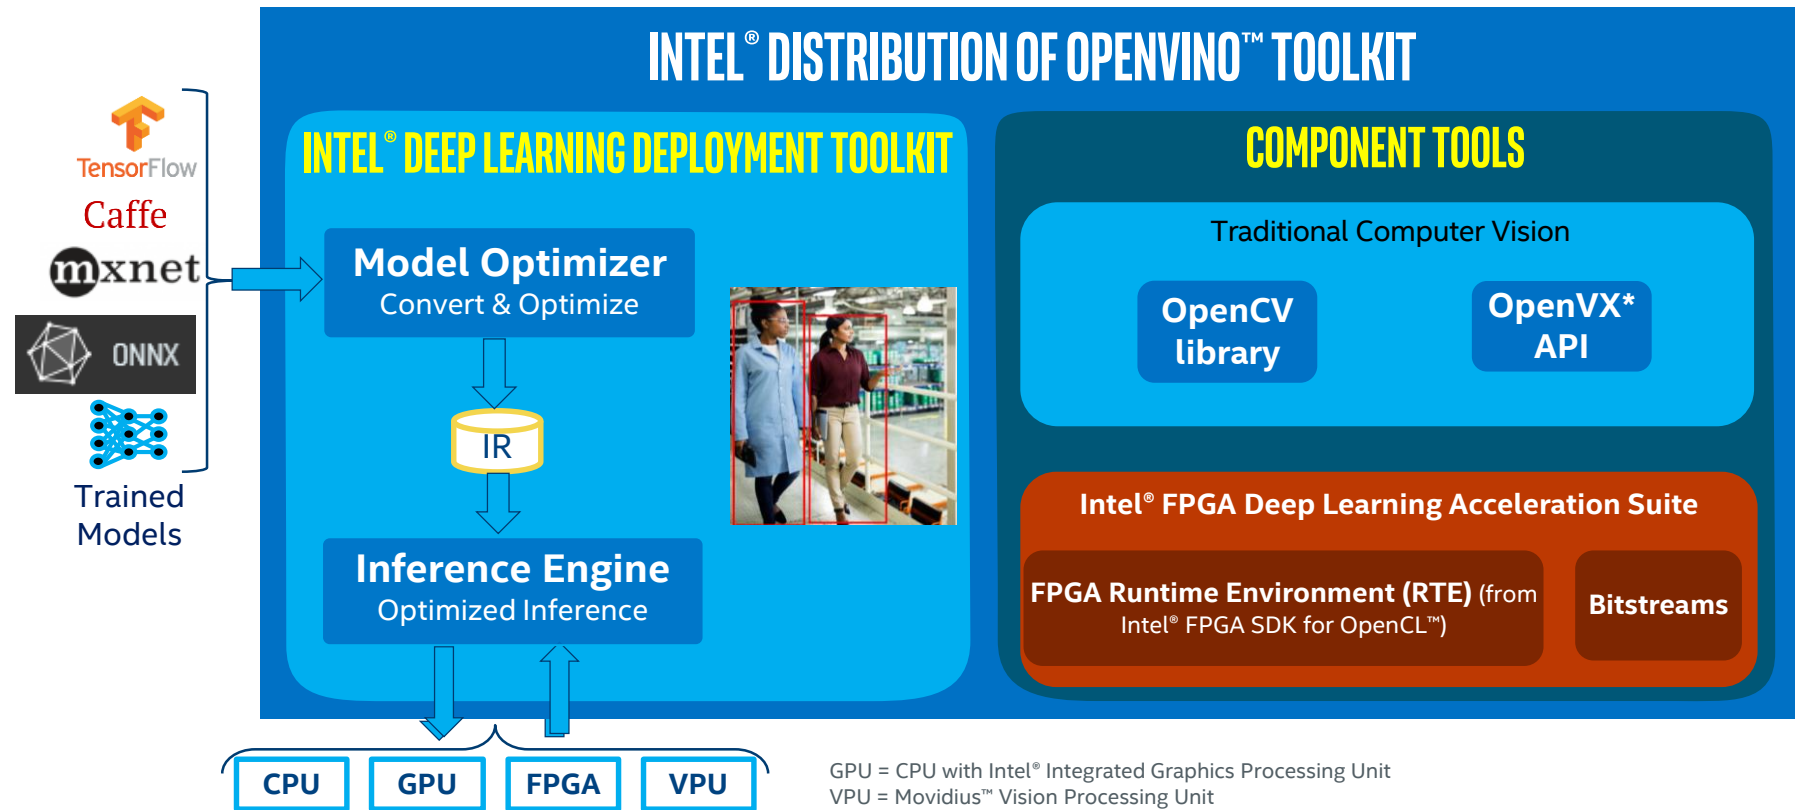 INTEL® DISTRIBUTION OF OPENVINO™ TOOLKIT
TensorFlow
Caffe
mxnet
ONNX
Trained
Models
INTEL® DEEP LEARNING DEPLOYMENT TOOLKIT
Model Optimizer
Convert & Optimize
IR
Inference Engine
Optimized Inference
COMPONENT TOOLS
Traditional Computer Vision
OpenCV
library
OpenVX*
API
Intel® FPGA Deep Learning Acceleration Suite
FPGA Runtime Environment (RTE) (from
Intel® FPGA SDK for OpenCL™)
Bitstreams
CPU
GPU
FPGA
VPU
GPU = CPU with Intel® Integrated Graphics Processing Unit
VPU = Movidius™ Vision Processing Unit